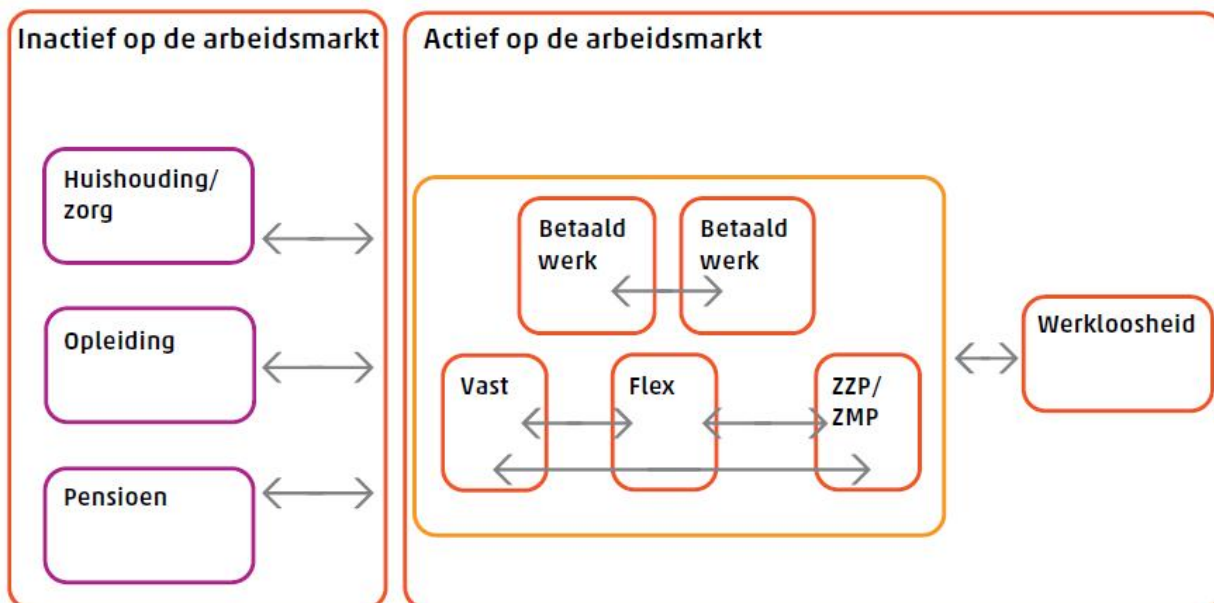 Inactief op de arbeidsmarkt
Actief op de arbeidsmarkt
Huishouding/
zorg
Opleiding
Pensioen
Betaald
werk
Betaald
werk
Vast
Flex
ZZP/
ZMP
Werkloosheid